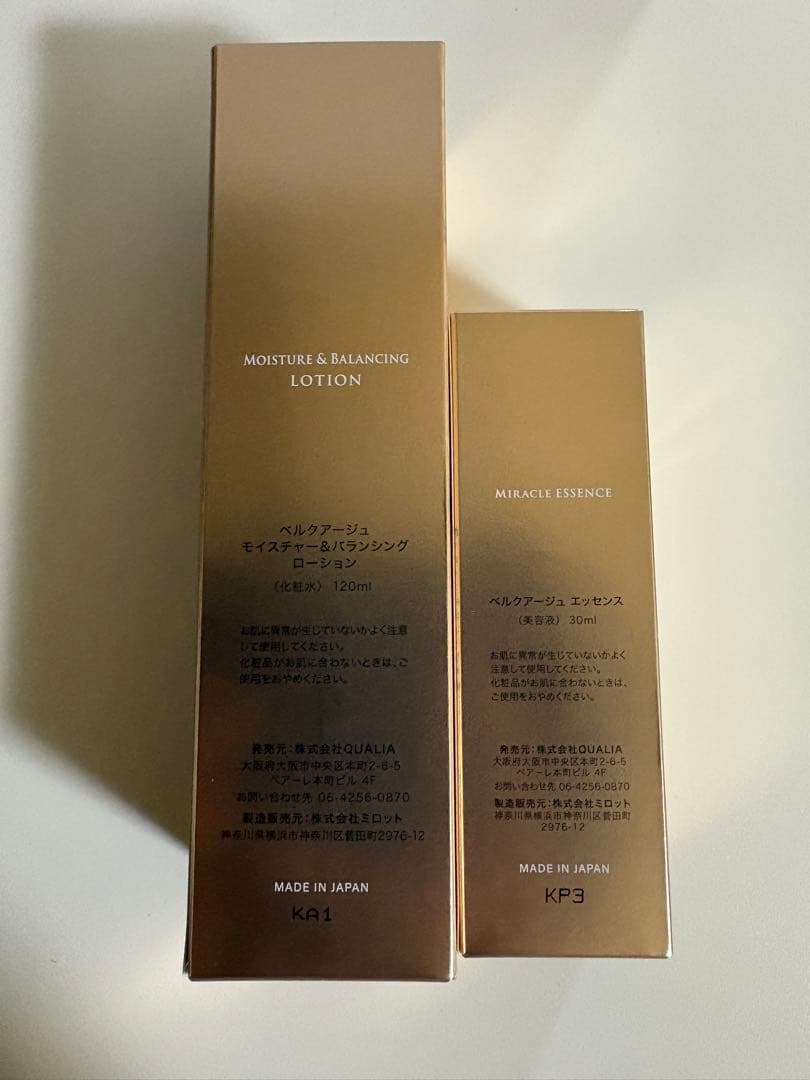 MOISTURE & BALANCING
LOTION
ベルクアージュ
モイスチャー＆バランシング
ローション
〈化粧水〉 120ml
お肌に異常が生じていないかよく注意
して使用してください。
化粧品がお肌に合わないときは、ご
使用をおやめください。
発売元：株式会社QUALIA
大阪府大阪市中央区本町2-6-5
ベアーレ本町ビル 4F
お問い合わせ先 06-4256-0870
製造販売元：株式会社ミロット
神奈川県横浜市神奈川区菅田町2976-12
MADE IN JAPAN
KA1
MIRACLE ESSENCE
ベルクアージュ エッセンス
〈美容液〉 30ml
お肌に異常が生じていないかよく
注意して使用してください。
化粧品がお肌に合わないときは、
ご使用をおやめください。
発売元：株式会社QUALIA
大阪府大阪市中央区本町2-6-5
ベアーレ本町ビル 4F
お問い合わせ先 06-4256-0870
製造販売元：株式会社ミロット
神奈川県横浜市神奈川区菅田町
2976-12
MADE IN JAPAN
KP3